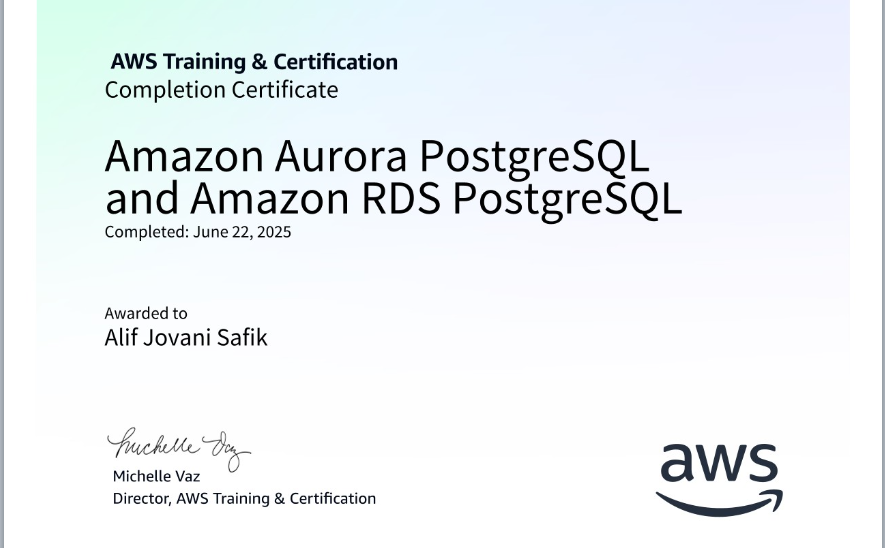 AWS Training & Certification
Completion Certificate
Amazon Aurora PostgreSQL
and Amazon RDS PostgreSQL
Completed: June 22, 2025
Awarded to
Alif Jovani Safik
Michelle Vaz
Michelle Vaz
Director, AWS Training & Certification
aws